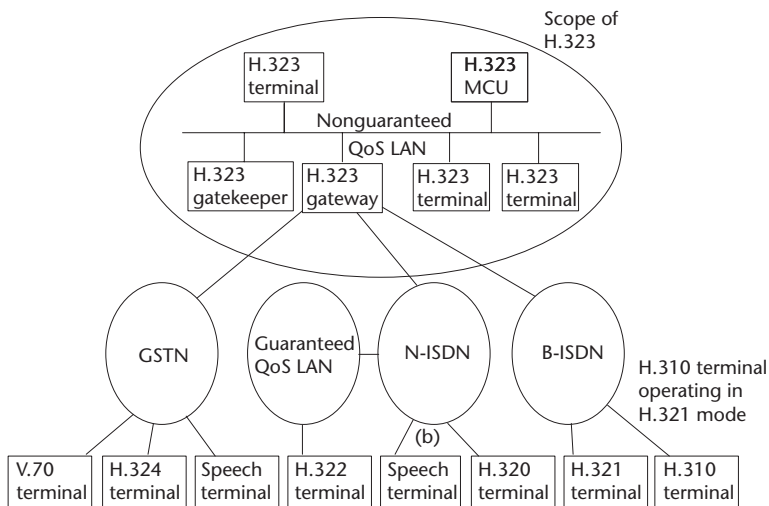 Scope of
H.323
H.323
terminal
H.323
MCU
Nonguaranteed
QoS LAN
H.323
gatekeeper
H.323
gateway
H.323
terminal
H.323
terminal
GSTN
Guaranteed
QoS LAN
N-ISDN
B-ISDN
H.310 terminal
operating in
H.321 mode
(b)
V.70
terminal
H.324
terminal
Speech
terminal
H.322
terminal
Speech
terminal
H.320
terminal
H.321
terminal
H.310
terminal